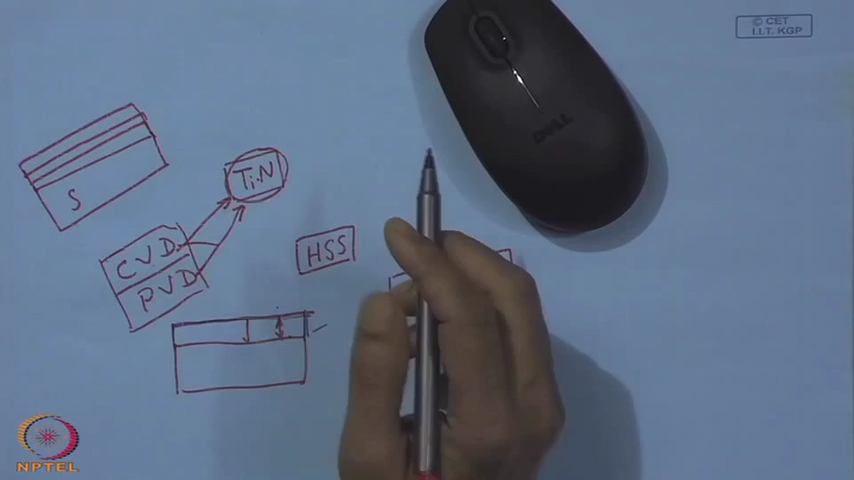 © CET
I.I.T. KGP
DELL
S
TiN
CVD
PVD
HSS
NPTEL